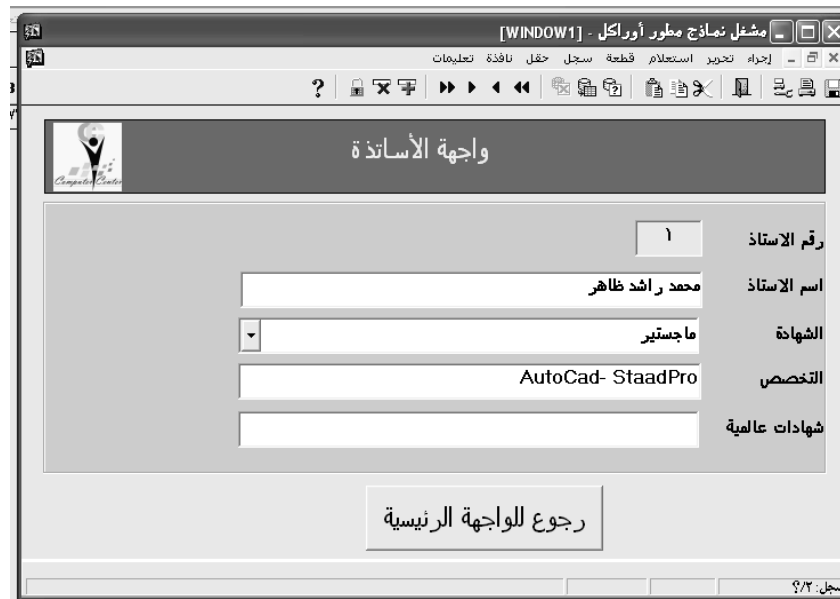 مشغل نماذج مطور أوراكل - [WINDOW1]
إجراء تحرير استعلام قطعة سجل حقل نافذة تعليمات
واجهة الأساتذة
Computer Center
رقم الاستاذ ١
اسم الاستاذ محمد راشد ظاهر
الشهادة ماجستير
التخصص AutoCad- StaadPro
شهادات عالمية
رجوع للواجهة الرئيسية
سجل: ٢/؟